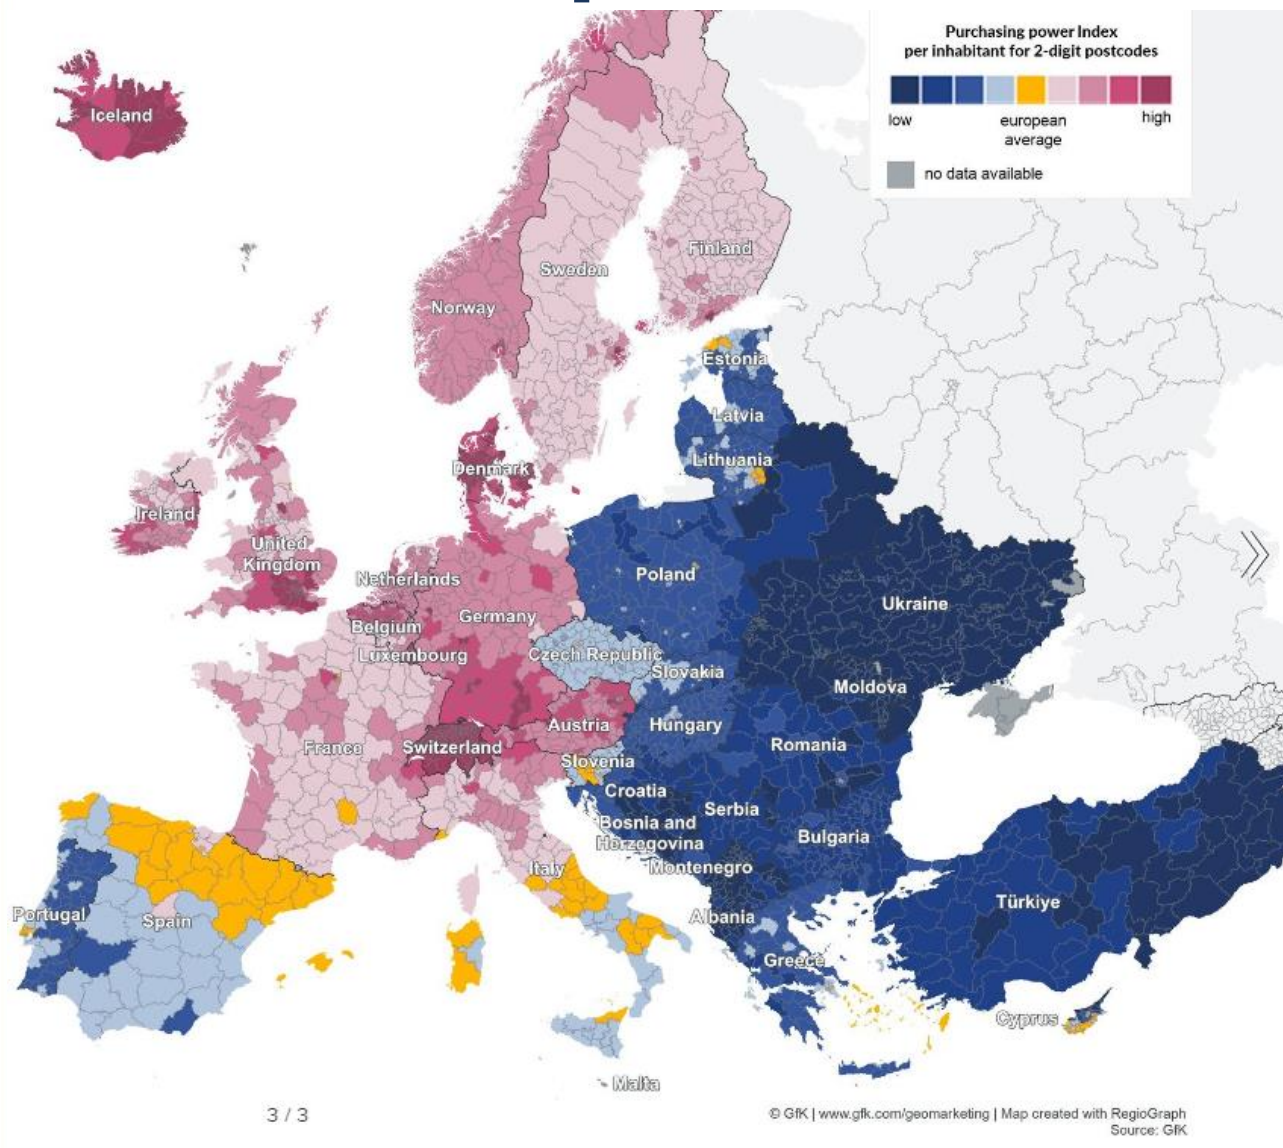 Purchasing power Index
per inhabitant for 2-digit postcodes
low
european
average
high
no data available
Iceland
Finland
Sweden
Norway
Estonia
Latvia
Denmark
Lithuania
Ireland
United
Kingdom
Netherlands
Poland
Germany
Ukraine
Belgium
Luxembourg
Czech Republic
Slovakia
Moldova
Austria
Hungary
France
Switzerland
Romania
Slovenia
Croatia
Serbia
Bosnia and
Herzegovina
Bulgaria
Italy
Montenegro
Türkiye
Portugal
Spain
Albania
Greece
Cyprus
Malta
3 / 3
© GfK | www.gfk.com/geomarketing | Map created with RegioGraph
Source: GfK